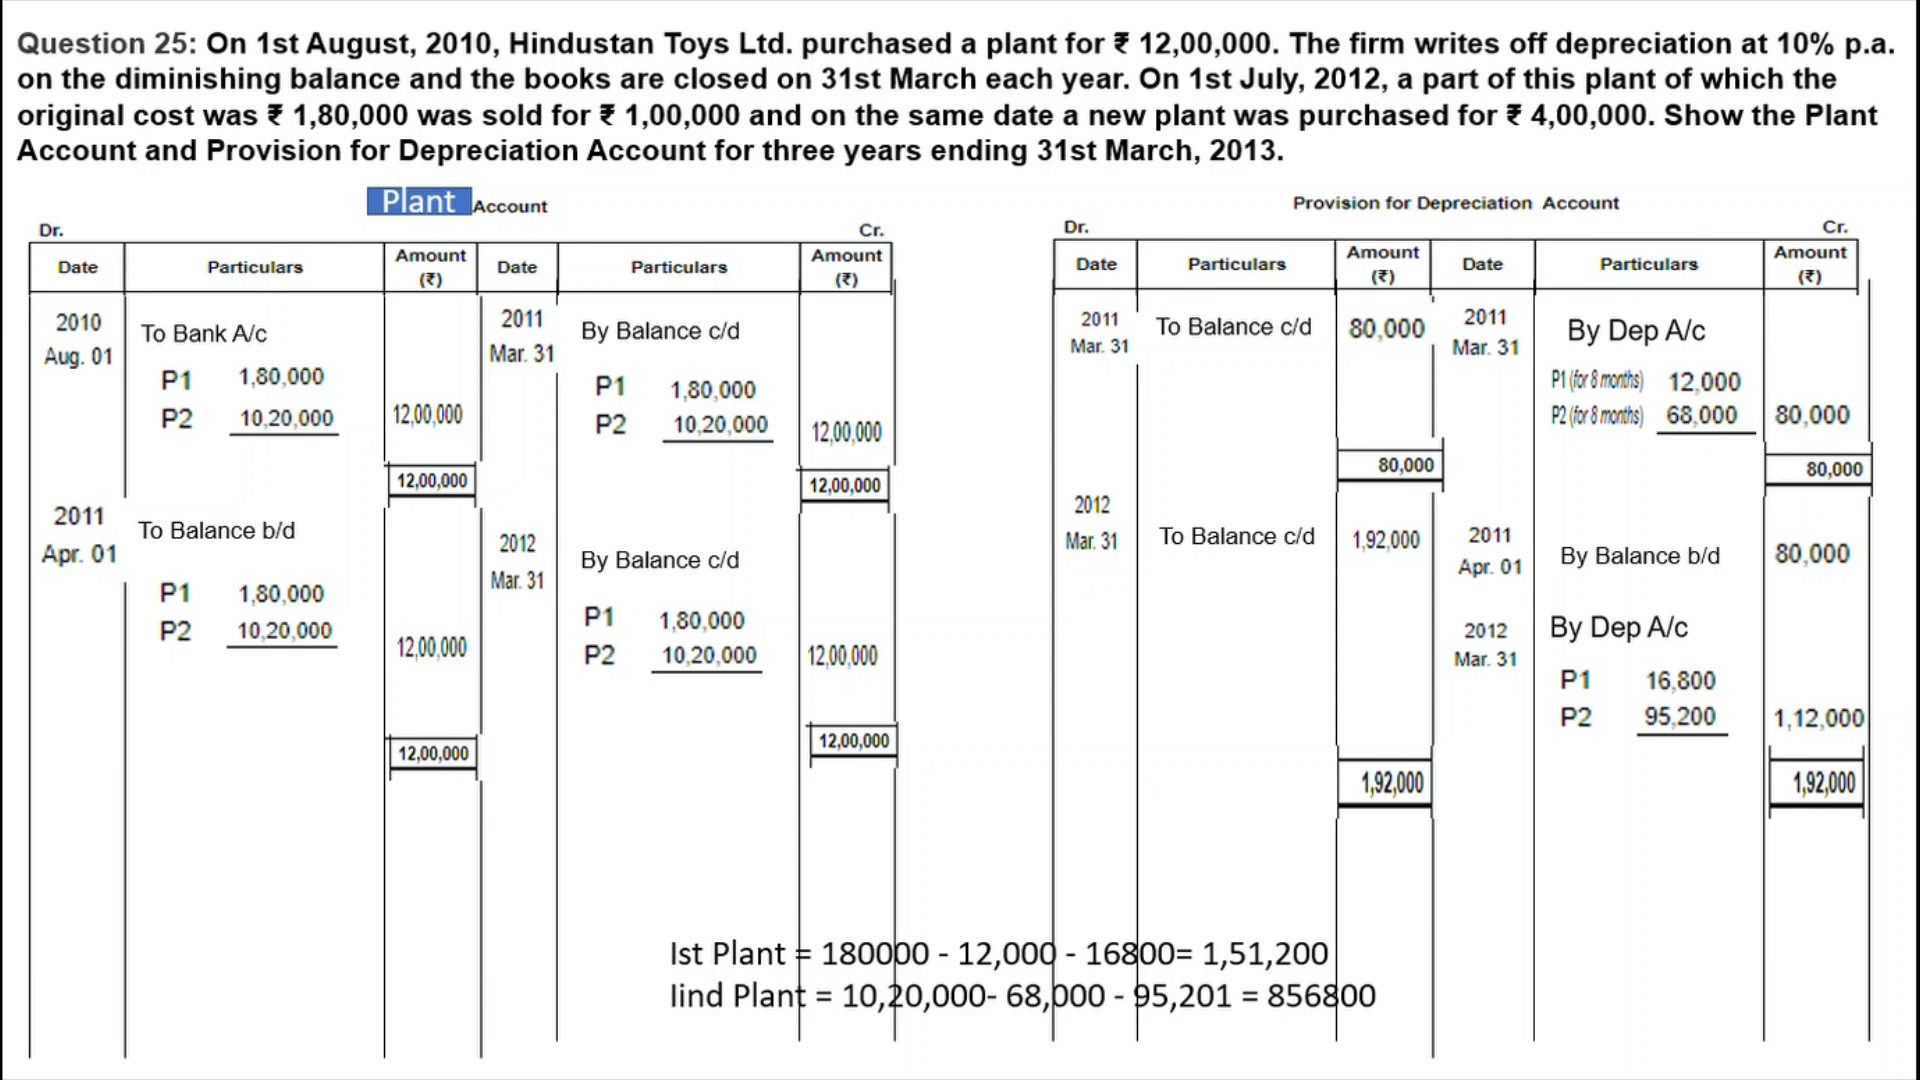 Question 25: On 1st August, 2010, Hindustan Toys Ltd. purchased a plant for ₹ 12,00,000. The firm writes off depreciation at 10% p.a.
on the diminishing balance and the books are closed on 31st March each year. On 1st July, 2012, a part of this plant of which the
original cost was ₹ 1,80,000 was sold for ₹ 1,00,000 and on the same date a new plant was purchased for ₹ 4,00,000. Show the Plant
Account and Provision for Depreciation Account for three years ending 31st March, 2013.
Plant Account
Dr. Cr.
Date Particulars Amount (₹) Date Particulars Amount (₹)
2010 Aug. 01 To Bank A/c 2011 Mar. 31 By Balance c/d
P1 1,80,000 P1 1,80,000
P2 10,20,000 12,00,000 P2 10,20,000 12,00,000
12,00,000 12,00,000
2011 Apr. 01 To Balance b/d 2012 Mar. 31 By Balance c/d
P1 1,80,000 P1 1,80,000
P2 10,20,000 12,00,000 P2 10,20,000 12,00,000
12,00,000 12,00,000
Provision for Depreciation Account
Dr. Cr.
Date Particulars Amount (₹) Date Particulars Amount (₹)
2011 Mar. 31 To Balance c/d 80,000 2011 Mar. 31 By Dep A/c
P1 (for 8 months) 12,000
P2 (for 8 months) 68,000 80,000
80,000 80,000
2012 Mar. 31 To Balance c/d 1,92,000 2011 Apr. 01 By Balance b/d 80,000
2012 Mar. 31 By Dep A/c
P1 16,800
P2 95,200 1,12,000
1,92,000 1,92,000
Ist Plant = 180000 - 12,000 - 16800= 1,51,200
Iind Plant = 10,20,000- 68,000 - 95,201 = 856800